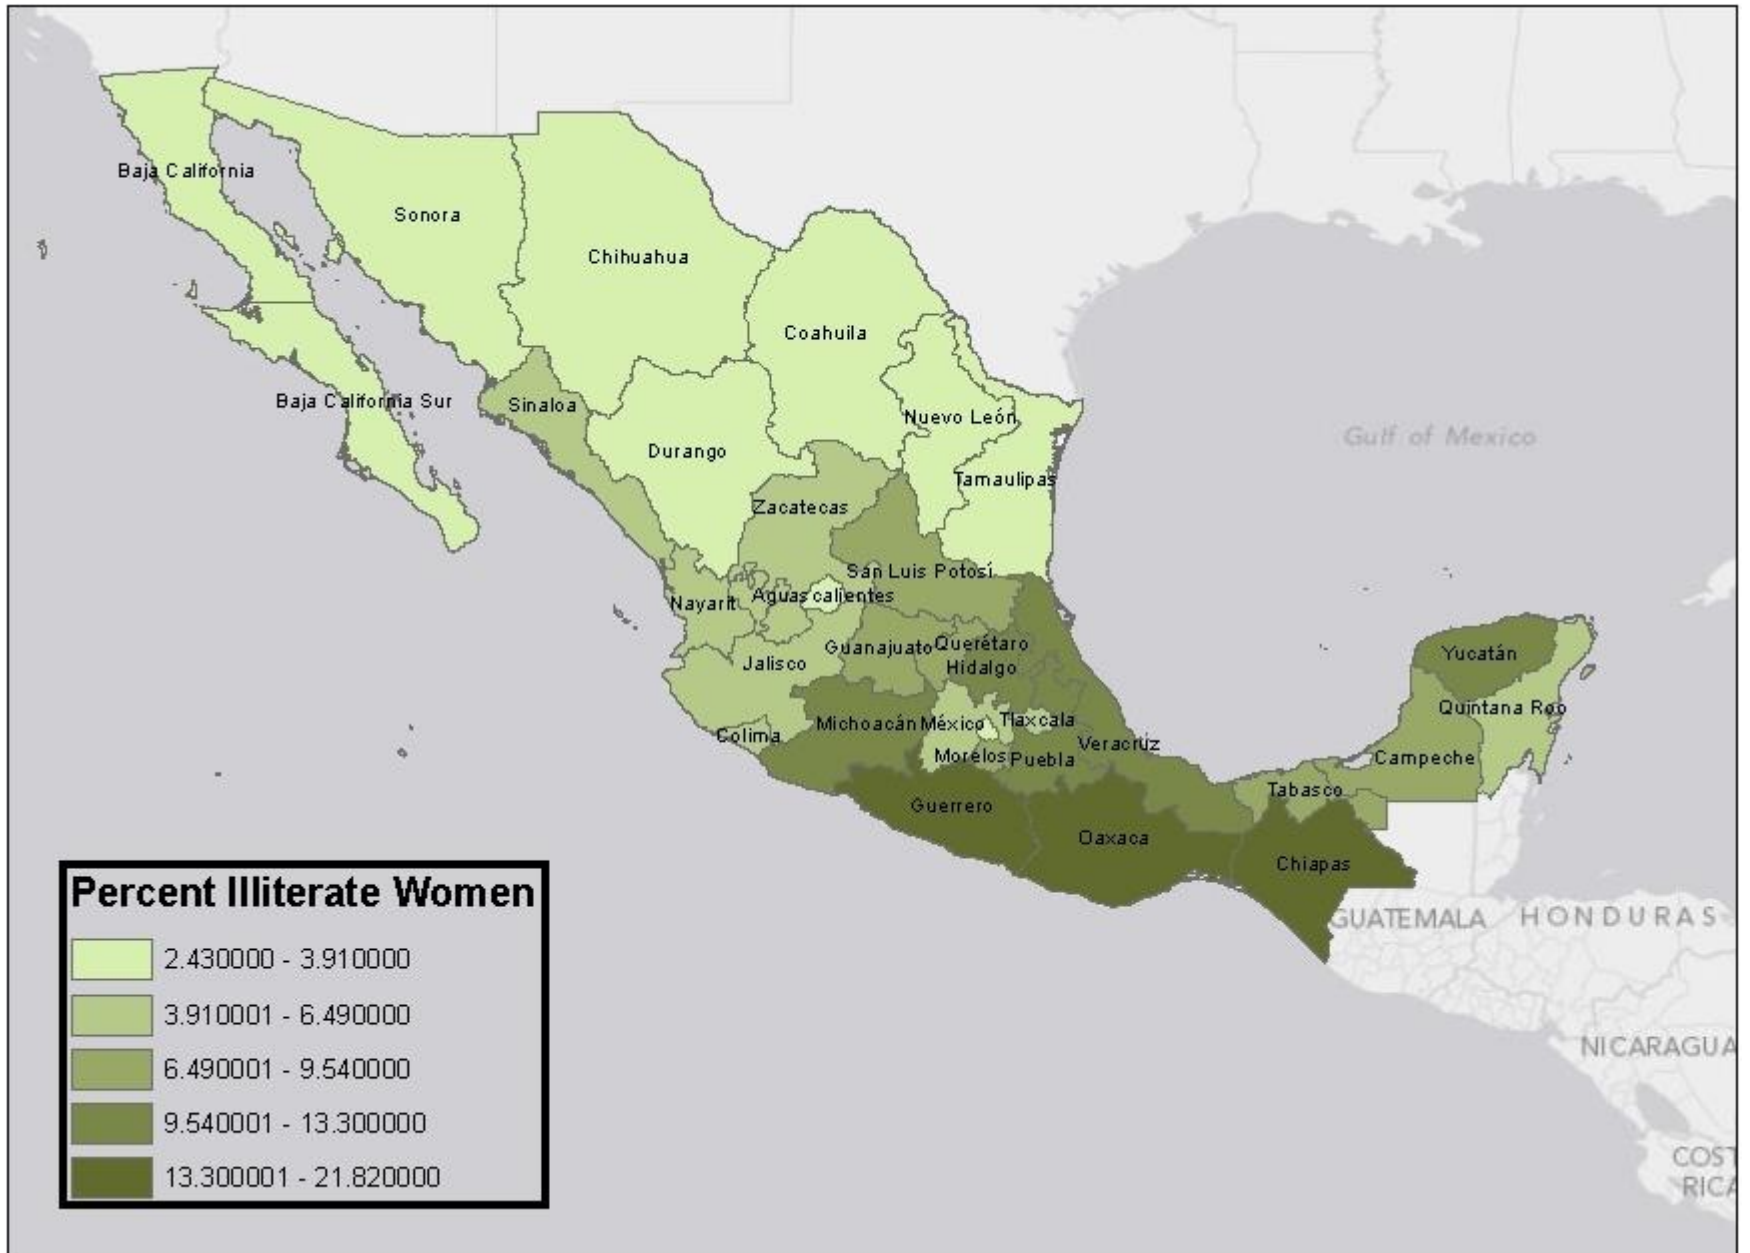 Baja California
Sonora
Chihuahua
Coahuila
Baja California Sur
Sinaloa
Nuevo León
Durango
Tamaulipas
Gulf of Mexico
Zacatecas
San Luis Potosí
Aguascalientes
Nayarit
Guanajuato
Querétaro
Hidalgo
Jalisco
Yucatán
Quintana Roo
Colima
Michoacán
México
Tlaxcala
Veracruz
Morelos
Puebla
Campeche
Tabasco
Guerrero
Oaxaca
Chiapas
GUATEMALA
HONDURAS
NICARAGUA
COST
RICA
Percent Illiterate Women
2.430000 - 3.910000
3.910001 - 6.490000
6.490001 - 9.540000
9.540001 - 13.300000
13.300001 - 21.820000